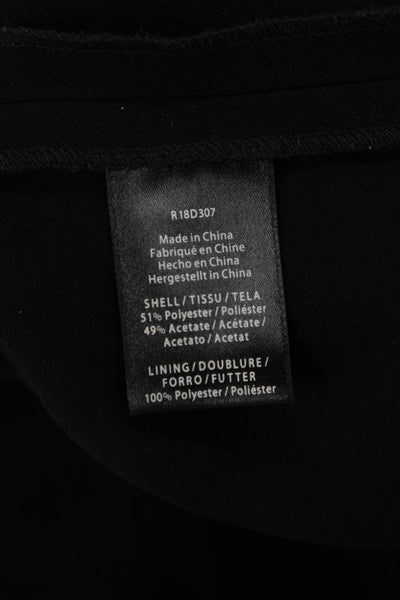 R18D307
Made in China
Fabriqué en Chine
Hecho en China
Hergestellt in China
SHELL / TISSU / TELA
51% Polyester / Poliéster
49% Acetate / Acétate /
Acetato / Acetat
LINING / DOUBLURE /
FORRO / FUTTER
100% Polyester / Poliéster